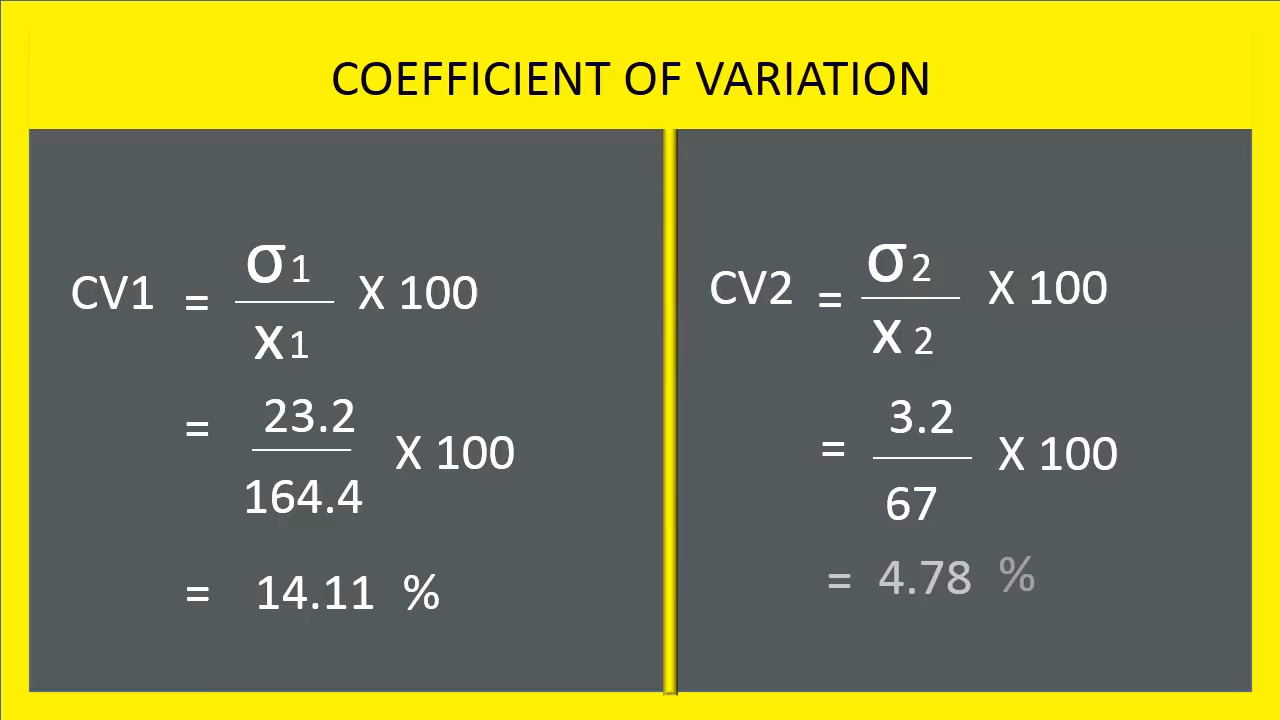 COEFFICIENT OF VARIATION
CV1 = σ1 / x1 X 100
= 23.2 / 164.4 X 100
= 14.11 %
CV2 = σ2 / x2 X 100
= 3.2 / 67 X 100
= 4.78 %